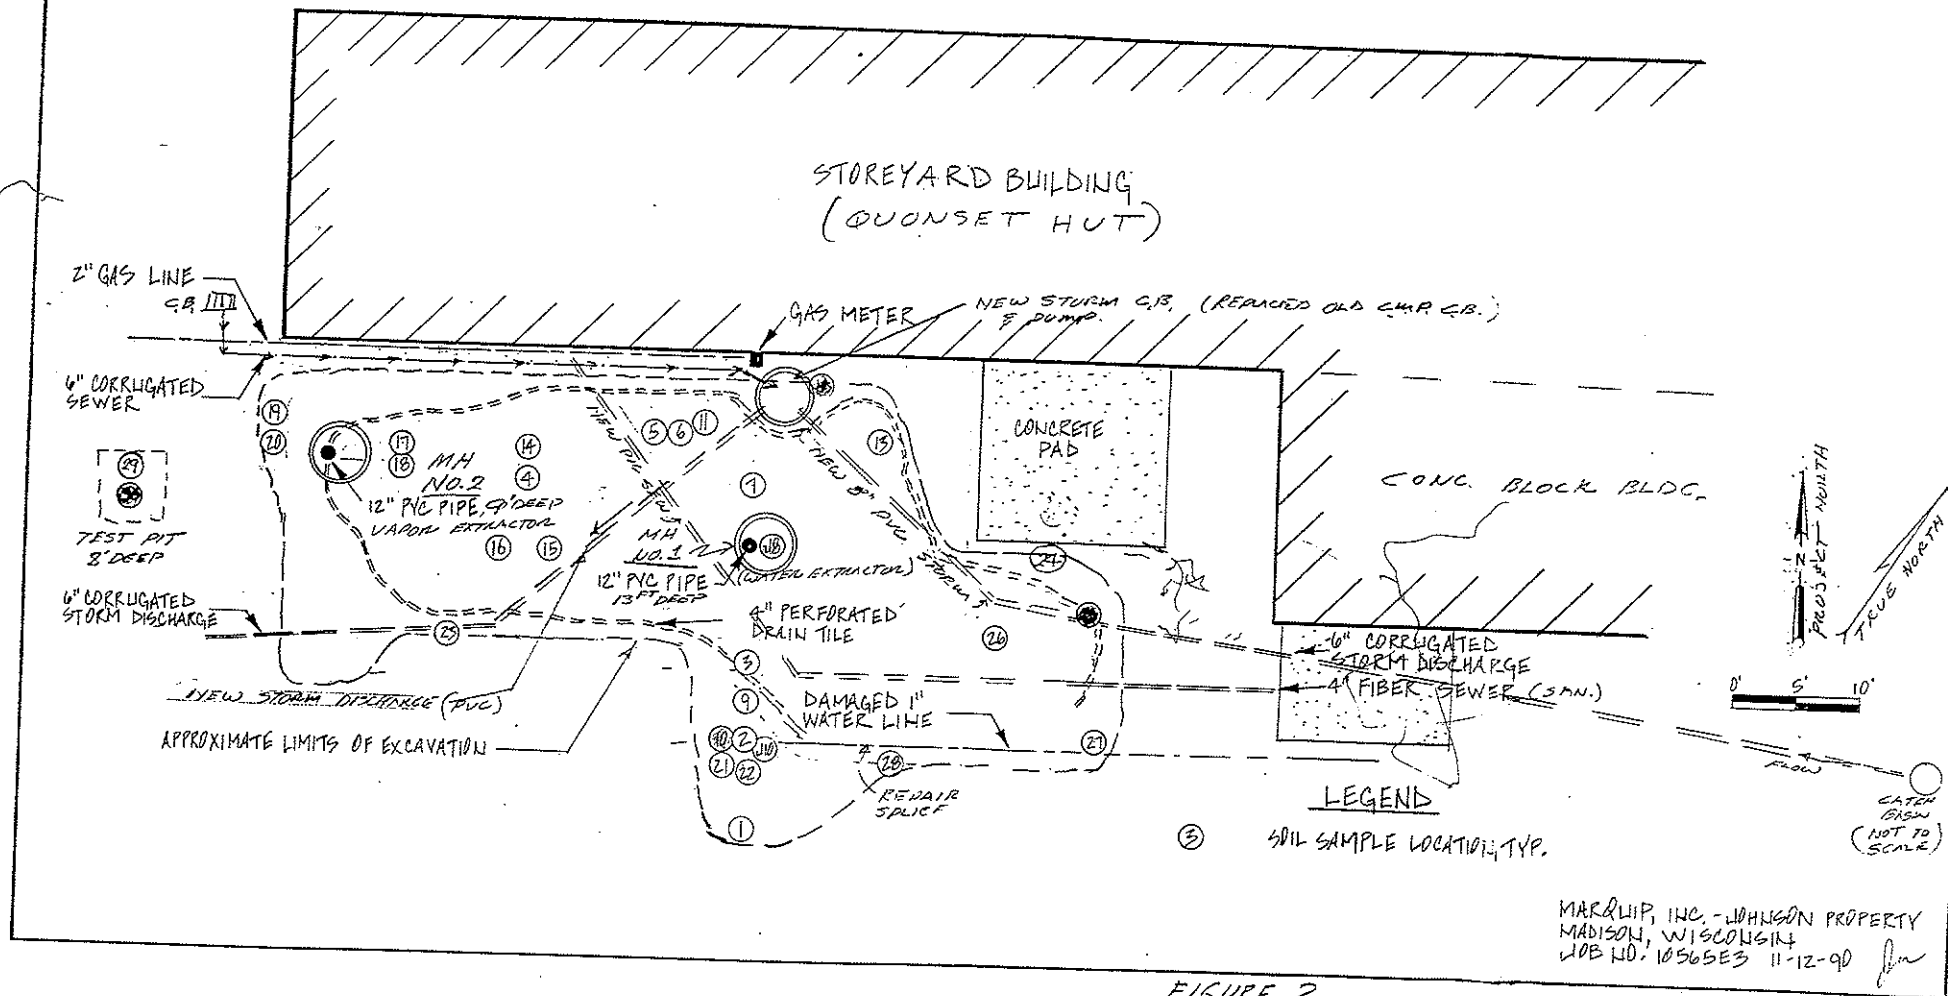 STOREYARD BUILDING
(QUONSET HUT)
2" GAS LINE
C.B.
GAS METER
NEW STORM C.B. (REPLACED OLD CMP C.B.)
& PUMP.
6" CORRUGATED
SEWER
19
20
17
18
MH
NO.2
14
4
5
6
11
13
7
CONCRETE
PAD
CONC. BLOCK BLDG.
29
TEST PIT
8' DEEP
12" PVC PIPE, 9' DEEP
VAPOR EXTRACTOR
16
15
NEW PVC SEWER
NEW 8" PVC STORM
MH
NO.1
12" PVC PIPE
13 FT DEEP
(WATER EXTRACTOR)
24
6" CORRUGATED
STORM DISCHARGE
25
4" PERFORATED
DRAIN TILE
26
6" CORRUGATED
STORM DISCHARGE
4" FIBER SEWER (SAN.)
3
9
NEW STORM DISCHARGE (PVC)
DAMAGED 1"
WATER LINE
APPROXIMATE LIMITS OF EXCAVATION
10
2
21
22
28
27
REPAIR
SPLICE
1
PROJECT NORTH
N
TRUE NORTH
0' 5' 10'
FLOW
CATCH
BASIN
(NOT TO
SCALE)
LEGEND
3 SOIL SAMPLE LOCATION, TYP.
MARQUIP, INC. - JOHNSON PROPERTY
MADISON, WISCONSIN
JOB NO. 10565E3 11-12-90
FIGURE 2